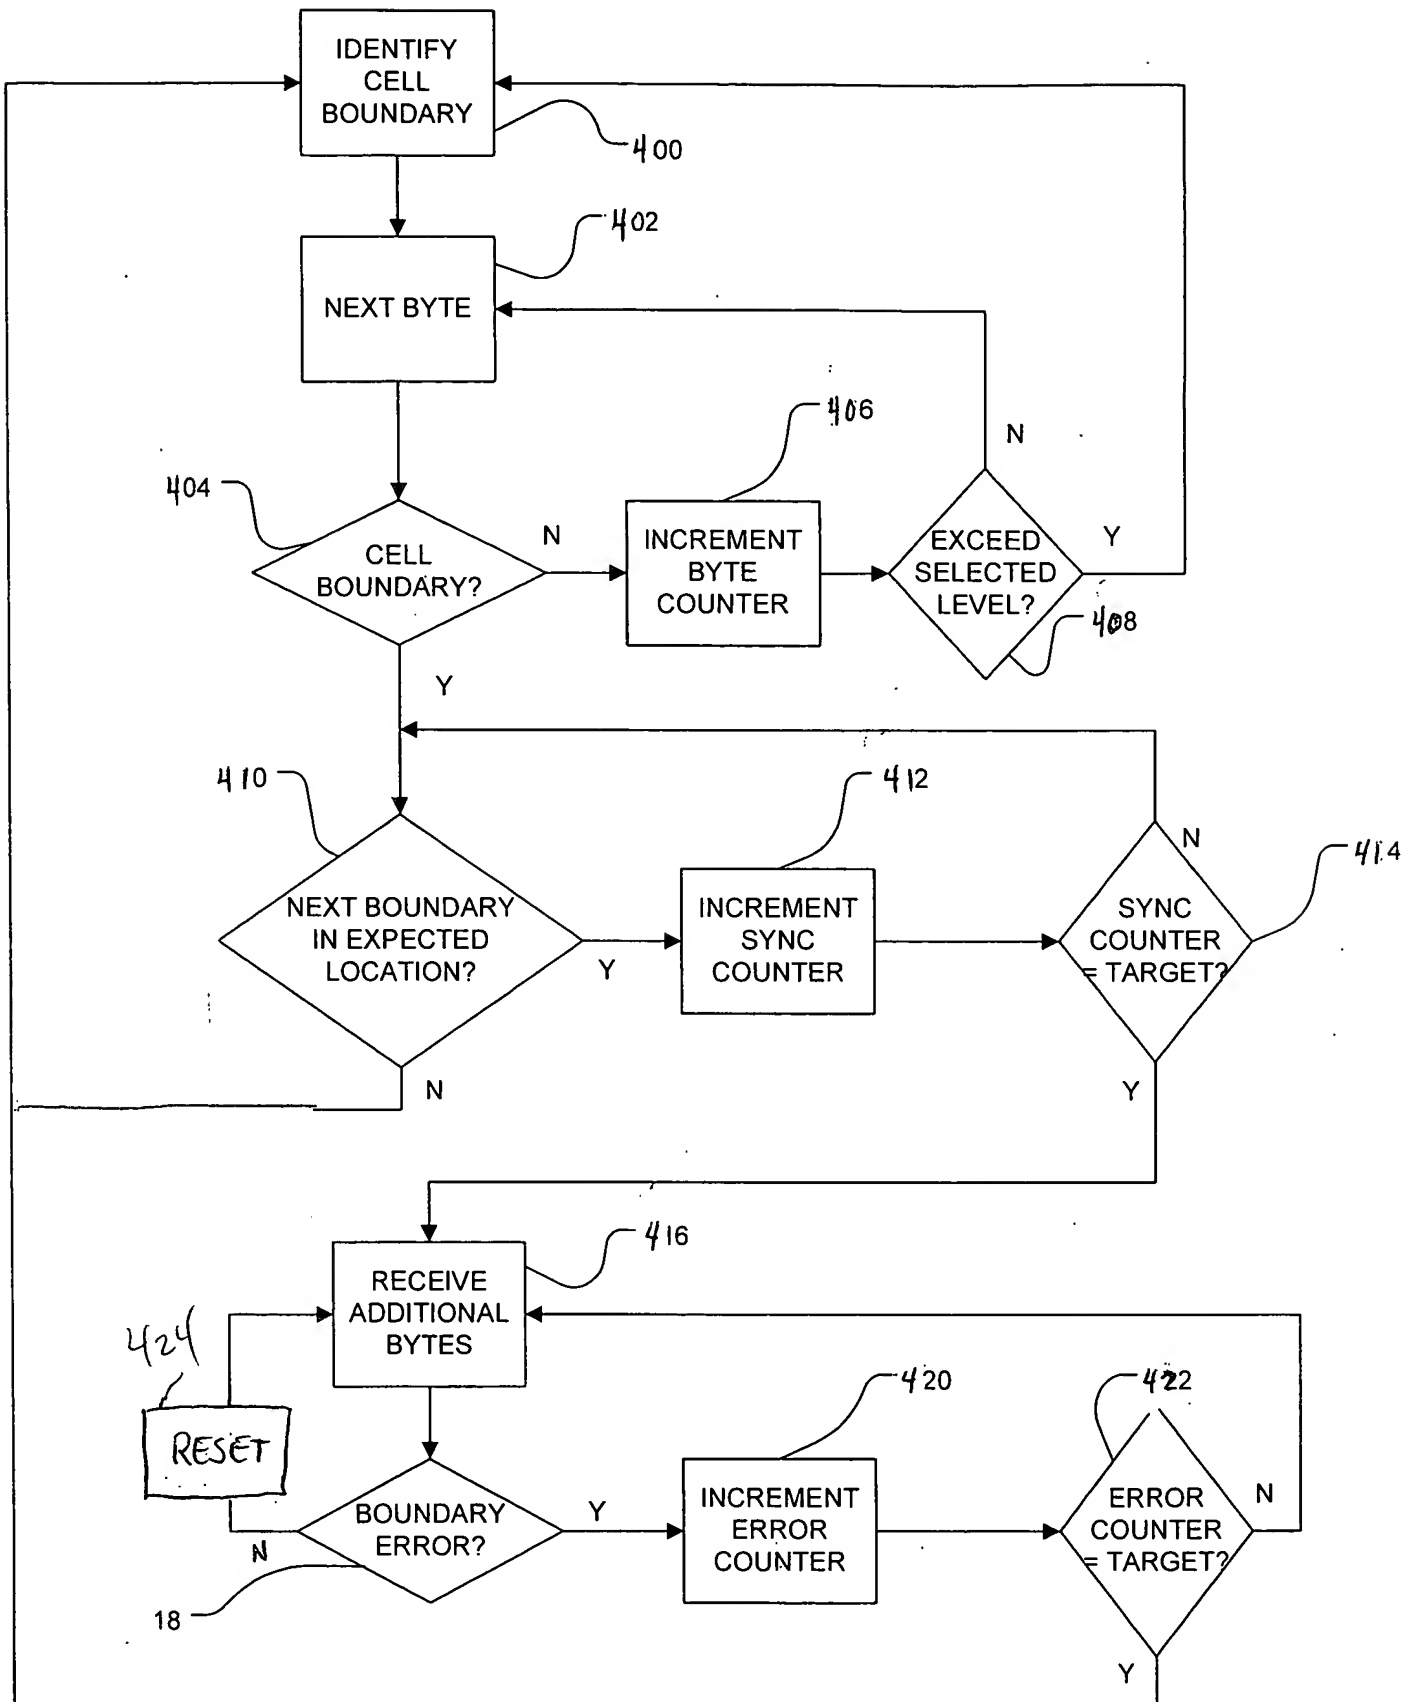 IDENTIFY
CELL
BOUNDARY
400
402
NEXT BYTE
406
N
404
CELL
BOUNDARY?
N
INCREMENT
BYTE
COUNTER
EXCEED
SELECTED
LEVEL?
Y
408
Y
410
412
N
414
NEXT BOUNDARY
IN EXPECTED
LOCATION?
Y
INCREMENT
SYNC
COUNTER
SYNC
COUNTER
= TARGET?
N
Y
416
RECEIVE
ADDITIONAL
BYTES
424
RESET
420
422
BOUNDARY
ERROR?
N
Y
INCREMENT
ERROR
COUNTER
ERROR
COUNTER
= TARGET?
N
18
Y